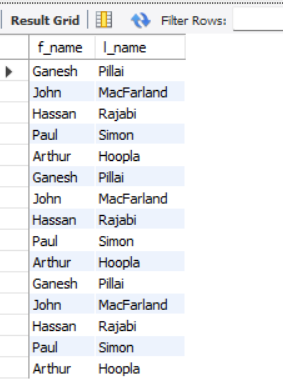 Result Grid Filter Rows:
f_name l_name
Ganesh Pillai
John MacFarland
Hassan Rajabi
Paul Simon
Arthur Hoopla
Ganesh Pillai
John MacFarland
Hassan Rajabi
Paul Simon
Arthur Hoopla
Ganesh Pillai
John MacFarland
Hassan Rajabi
Paul Simon
Arthur Hoopla